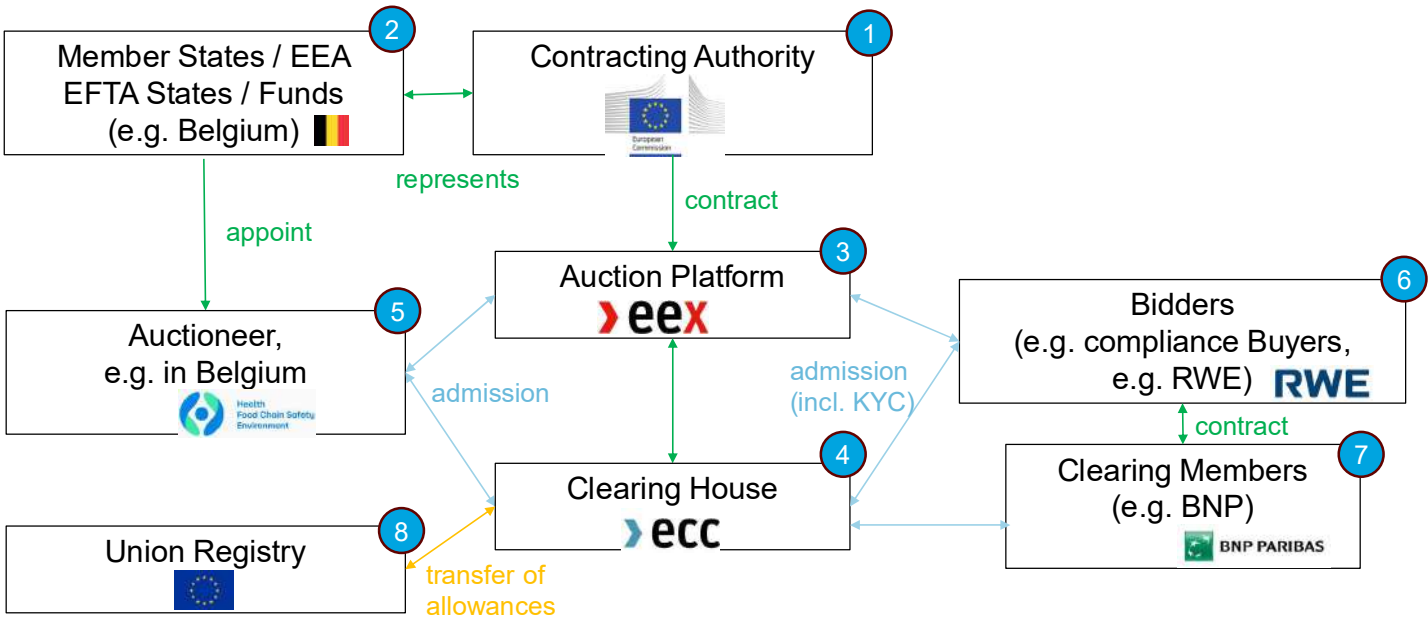 2
Member States / EEA
EFTA States / Funds
(e.g. Belgium)
1
Contracting Authority
European
Commission
represents
contract
appoint
3
Auction Platform
eex
5
Auctioneer,
e.g. in Belgium
Health
Food Chain Safety
Environment
admission
admission
(incl. KYC)
6
Bidders
(e.g. compliance Buyers,
e.g. RWE)
RWE
contract
4
Clearing House
ecc
7
Clearing Members
(e.g. BNP)
BNP PARIBAS
8
Union Registry
transfer of
allowances